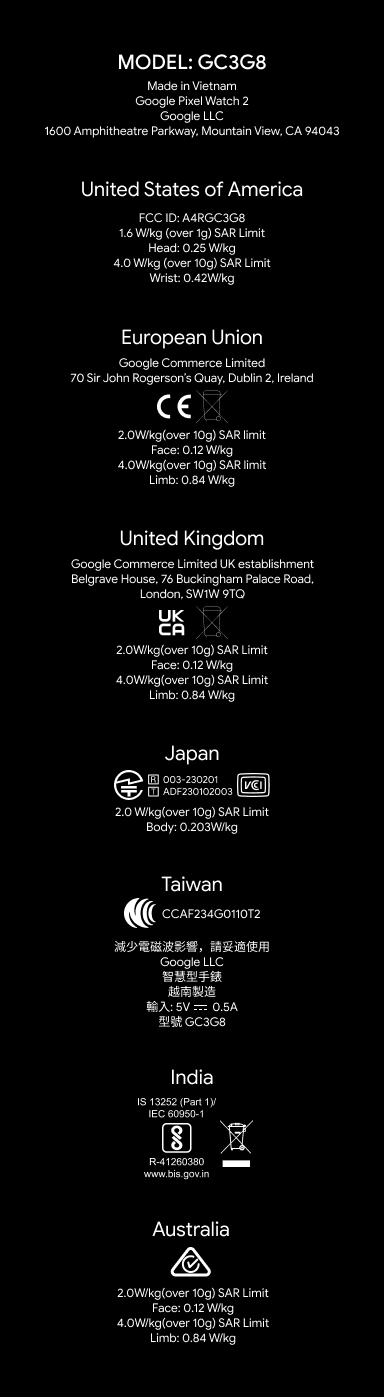 MODEL: GC3G8
Made in Vietnam
Google Pixel Watch 2
Google LLC
1600 Amphitheatre Parkway, Mountain View, CA 94043
United States of America
FCC ID: A4RGC3G8
1.6 W/kg (over 1g) SAR Limit
Head: 0.25 W/kg
4.0 W/kg (over 10g) SAR Limit
Wrist: 0.42W/kg
European Union
Google Commerce Limited
70 Sir John Rogerson's Quay, Dublin 2, Ireland
CE
2.0W/kg(over 10g) SAR limit
Face: 0.12 W/kg
4.0W/kg(over 10g) SAR limit
Limb: 0.84 W/kg
United Kingdom
Google Commerce Limited UK establishment
Belgrave House, 76 Buckingham Palace Road,
London, SW1W 9TQ
UK
CA
2.0W/kg(over 10g) SAR Limit
Face: 0.12 W/kg
4.0W/kg(over 10g) SAR Limit
Limb: 0.84 W/kg
Japan
R 003-230201
T ADF230102003 VCI
2.0 W/kg(over 10g) SAR Limit
Body: 0.203W/kg
Taiwan
CCAF234G0110T2
減少電磁波影響，請妥適使用
Google LLC
智慧型手錶
越南製造
輸入: 5V ⎓ 0.5A
型號 GC3G8
India
IS 13252 (Part 1)/
IEC 60950-1
R-41260380
www.bis.gov.in
Australia
2.0W/kg(over 10g) SAR Limit
Face: 0.12 W/kg
4.0W/kg(over 10g) SAR Limit
Limb: 0.84 W/kg